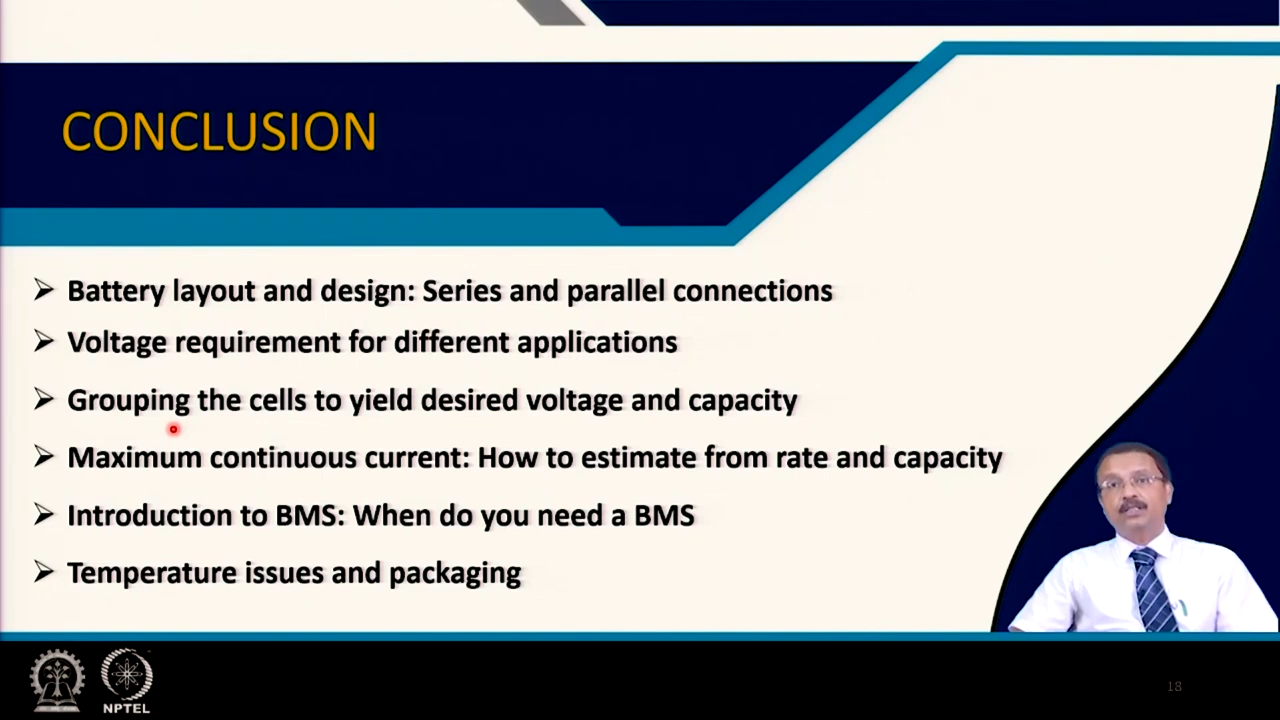 CONCLUSION
➢ Battery layout and design: Series and parallel connections
➢ Voltage requirement for different applications
➢ Grouping the cells to yield desired voltage and capacity
➢ Maximum continuous current: How to estimate from rate and capacity
➢ Introduction to BMS: When do you need a BMS
➢ Temperature issues and packaging
NPTEL
18